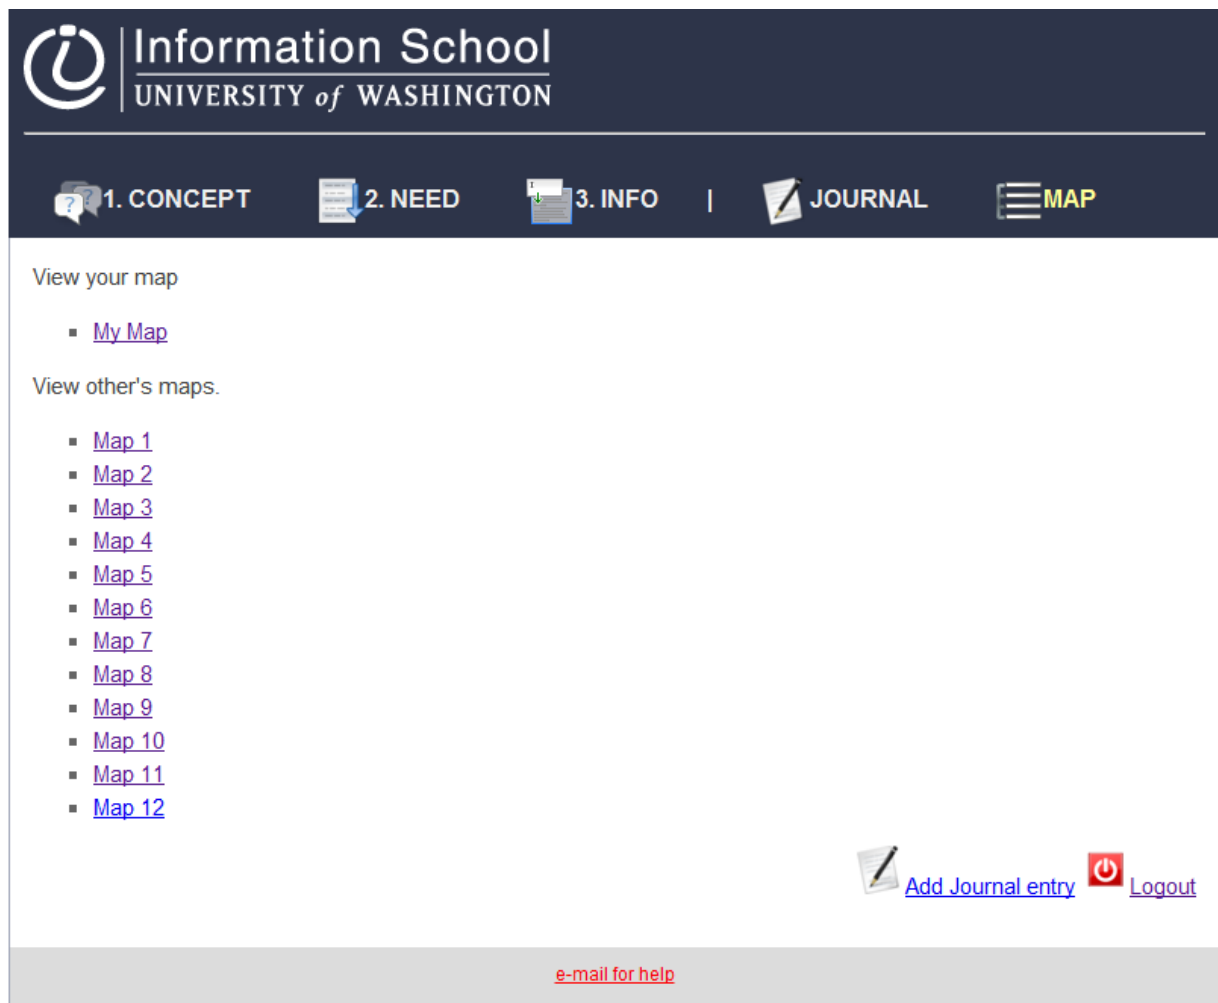 Information School
UNIVERSITY of WASHINGTON
1. CONCEPT 2. NEED 3. INFO | JOURNAL MAP
View your map
My Map
View other's maps.
Map 1
Map 2
Map 3
Map 4
Map 5
Map 6
Map 7
Map 8
Map 9
Map 10
Map 11
Map 12
Add Journal entry Logout
e-mail for help